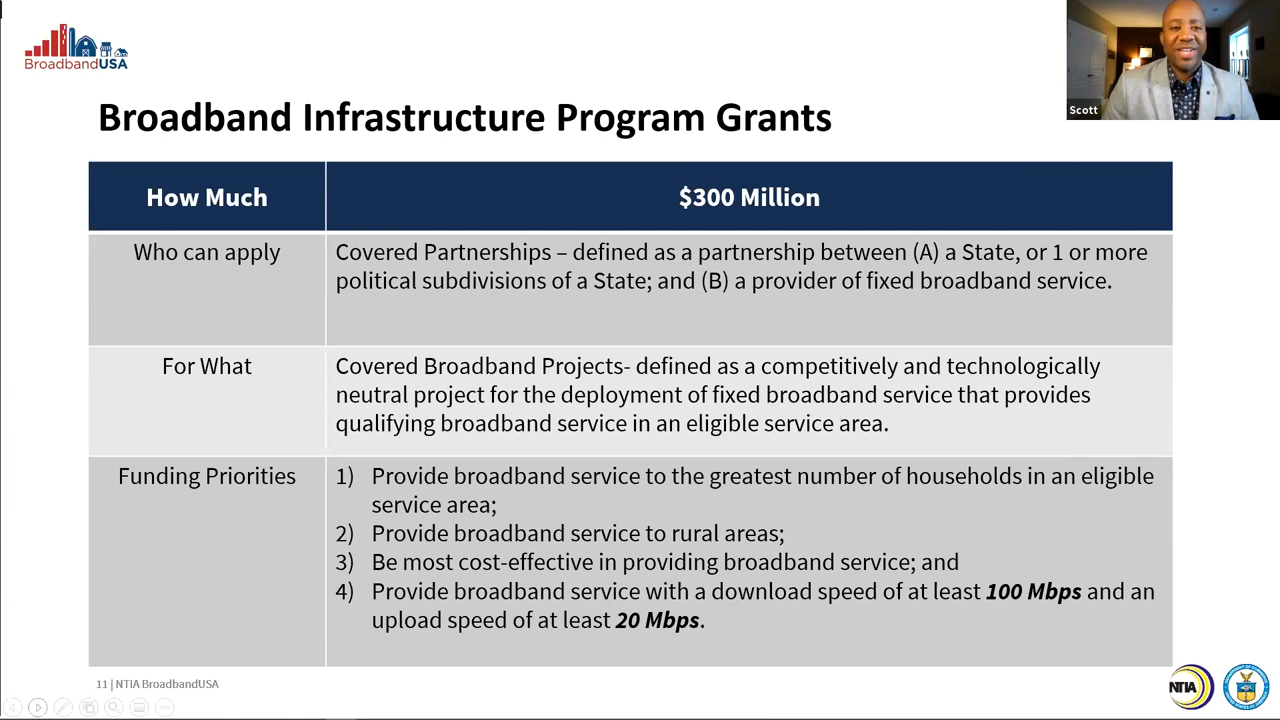 BroadbandUSA
Scott
Broadband Infrastructure Program Grants
How Much
$300 Million
Who can apply
Covered Partnerships – defined as a partnership between (A) a State, or 1 or more
political subdivisions of a State; and (B) a provider of fixed broadband service.
For What
Covered Broadband Projects- defined as a competitively and technologically
neutral project for the deployment of fixed broadband service that provides
qualifying broadband service in an eligible service area.
Funding Priorities
1) Provide broadband service to the greatest number of households in an eligible
service area;
2) Provide broadband service to rural areas;
3) Be most cost-effective in providing broadband service; and
4) Provide broadband service with a download speed of at least 100 Mbps and an
upload speed of at least 20 Mbps.
11 | NTIA BroadbandUSA
NTIA